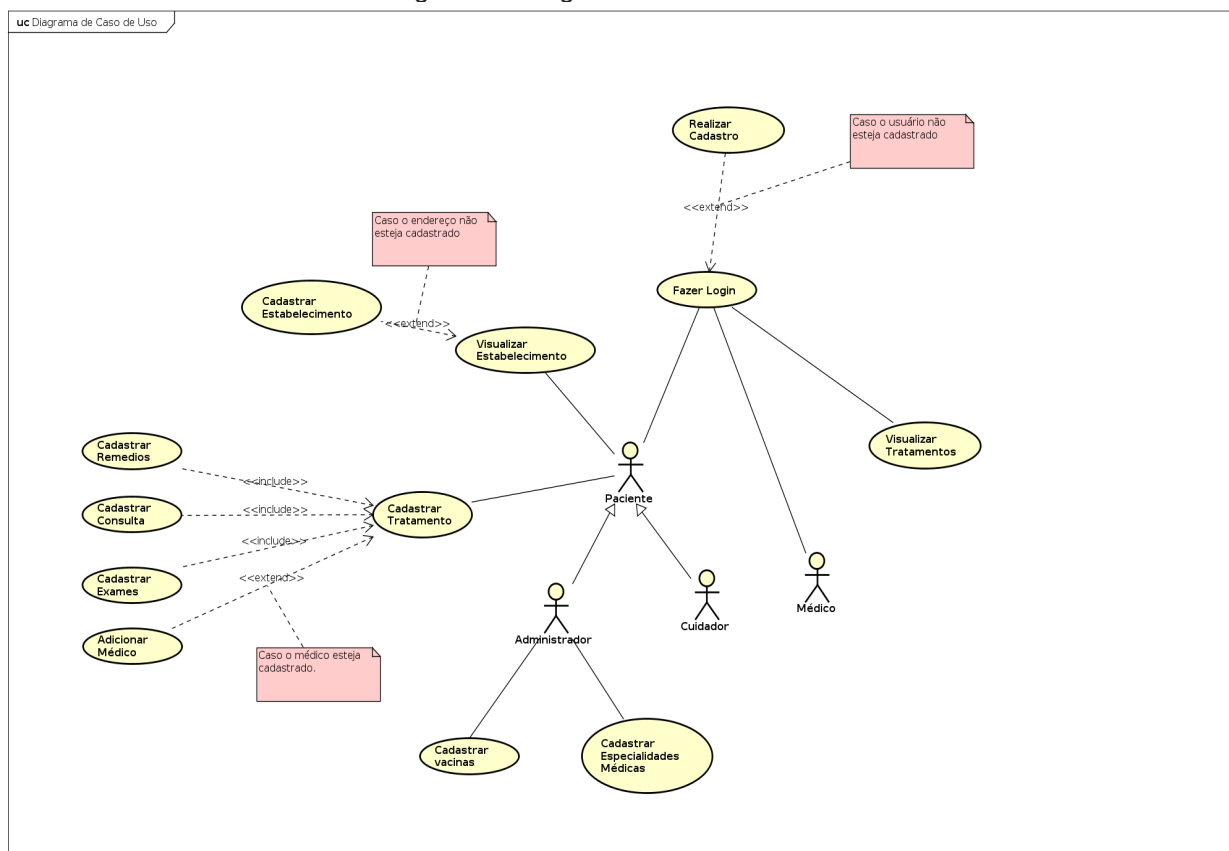 uc Diagrama de Caso de Uso
Realizar
Cadastro
Caso o usuário não
esteja cadastrado
<<extend>>
Caso o endereço não
esteja cadastrado
Fazer Login
Cadastrar
Estabelecimento
<<extend>>
Visualizar
Estabelecimento
Visualizar
Tratamentos
Cadastrar
Remedios
<<include>>
Paciente
Cadastrar
Consulta
<<include>>
Cadastrar
Tratamento
<<include>>
Cadastrar
Exames
<<extend>>
Médico
Cuidador
Adicionar
Médico
Administrador
Caso o médico esteja
cadastrado.
Cadastrar
vacinas
Cadastrar
Especialidades
Médicas